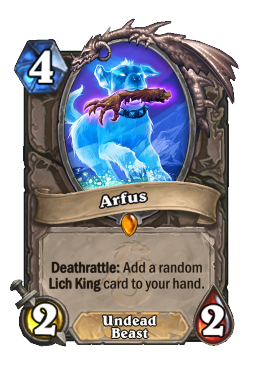 4
Arfus
Deathrattle: Add a random
Lich King card to your hand.
Undead
Beast
2
2